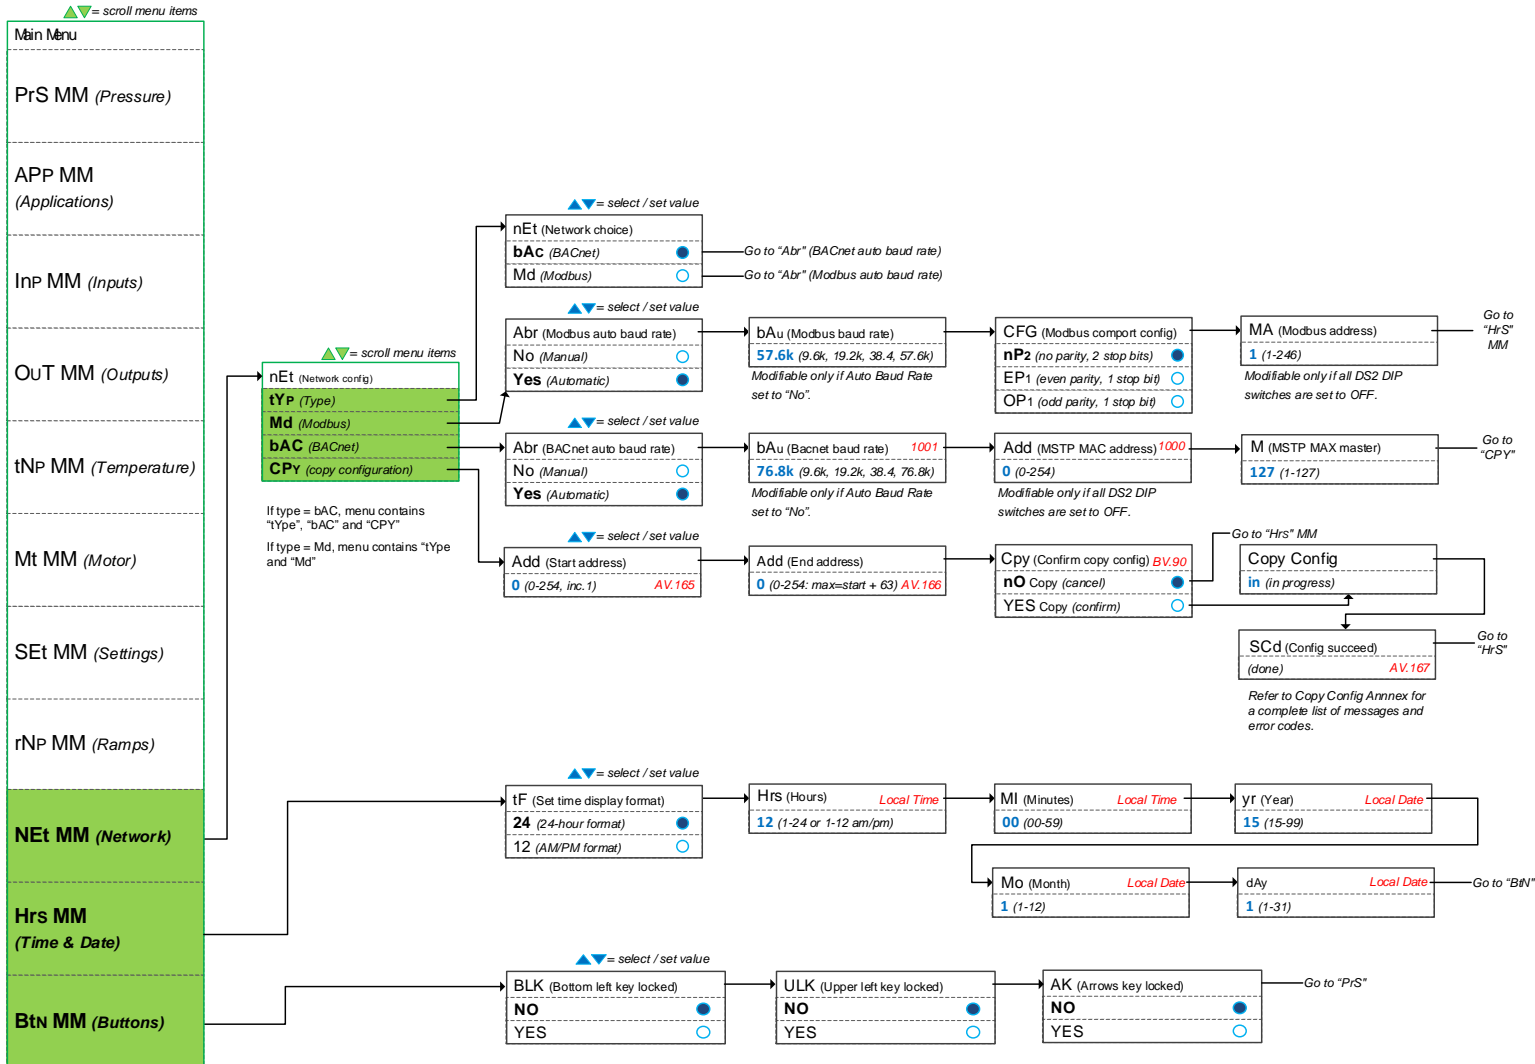 = scroll menu items
Main Menu
PrS MM (Pressure)
APP MM
(Applications)
InP MM (Inputs)
OUT MM (Outputs)
tNP MM (Temperature)
Mt MM (Motor)
SEt MM (Settings)
rNP MM (Ramps)
NEt MM (Network)
Hrs MM
(Time & Date)
BtN MM (Buttons)
= scroll menu items
nEt (Network config)
tYP (Type)
Md (Modbus)
bAC (BACnet)
CPY (copy configuration)
If type = bAC, menu contains
“tYpe”, “bAC” and “CPY”
If type = Md, menu contains “tYpe
and “Md”
= select / set value
nEt (Network choice)
bAc (BACnet)
Go to “Abr” (BACnet auto baud rate)
Md (Modbus)
Go to “Abr” (Modbus auto baud rate)
= select / set value
Abr (Modbus auto baud rate)
No (Manual)
Yes (Automatic)
bAu (Modbus baud rate)
57.6k (9.6k, 19.2k, 38.4, 57.6k)
Modifiable only if Auto Baud Rate
set to “No”.
CFG (Modbus comport config)
nP2 (no parity, 2 stop bits)
EP1 (even parity, 1 stop bit)
OP1 (odd parity, 1 stop bit)
MA (Modbus address)
1 (1-246)
Modifiable only if all DS2 DIP
switches are set to OFF.
Go to
“HrS”
MM
= select / set value
Abr (BACnet auto baud rate)
No (Manual)
Yes (Automatic)
bAu (Bacnet baud rate) 1001
76.8k (9.6k, 19.2k, 38.4, 76.8k)
Modifiable only if Auto Baud Rate
set to “No”.
Add (MSTP MAC address) 1000
0 (0-254)
Modifiable only if all DS2 DIP
switches are set to OFF.
M (MSTP MAX master)
127 (1-127)
Go to
“CPY”
= select / set value
Add (Start address)
0 (0-254, inc.1) AV.165
Add (End address)
0 (0-254: max=start + 63) AV.166
Cpy (Confirm copy config) BV.90
nO Copy (cancel)
YES Copy (confirm)
Go to “Hrs” MM
Copy Config
in (in progress)
SCd (Config succeed)
(done) AV.167
Go to
“HrS”
Refer to Copy Config Annnex for
a complete list of messages and
error codes.
= select / set value
tF (Set time display format)
24 (24-hour format)
12 (AM/PM format)
Hrs (Hours) Local Time
12 (1-24 or 1-12 am/pm)
MI (Minutes) Local Time
00 (00-59)
yr (Year) Local Date
15 (15-99)
Mo (Month) Local Date
1 (1-12)
dAy Local Date
1 (1-31)
Go to “BtN”
= select / set value
BLK (Bottom left key locked)
NO
YES
ULK (Upper left key locked)
NO
YES
AK (Arrows key locked)
NO
YES
Go to “PrS”